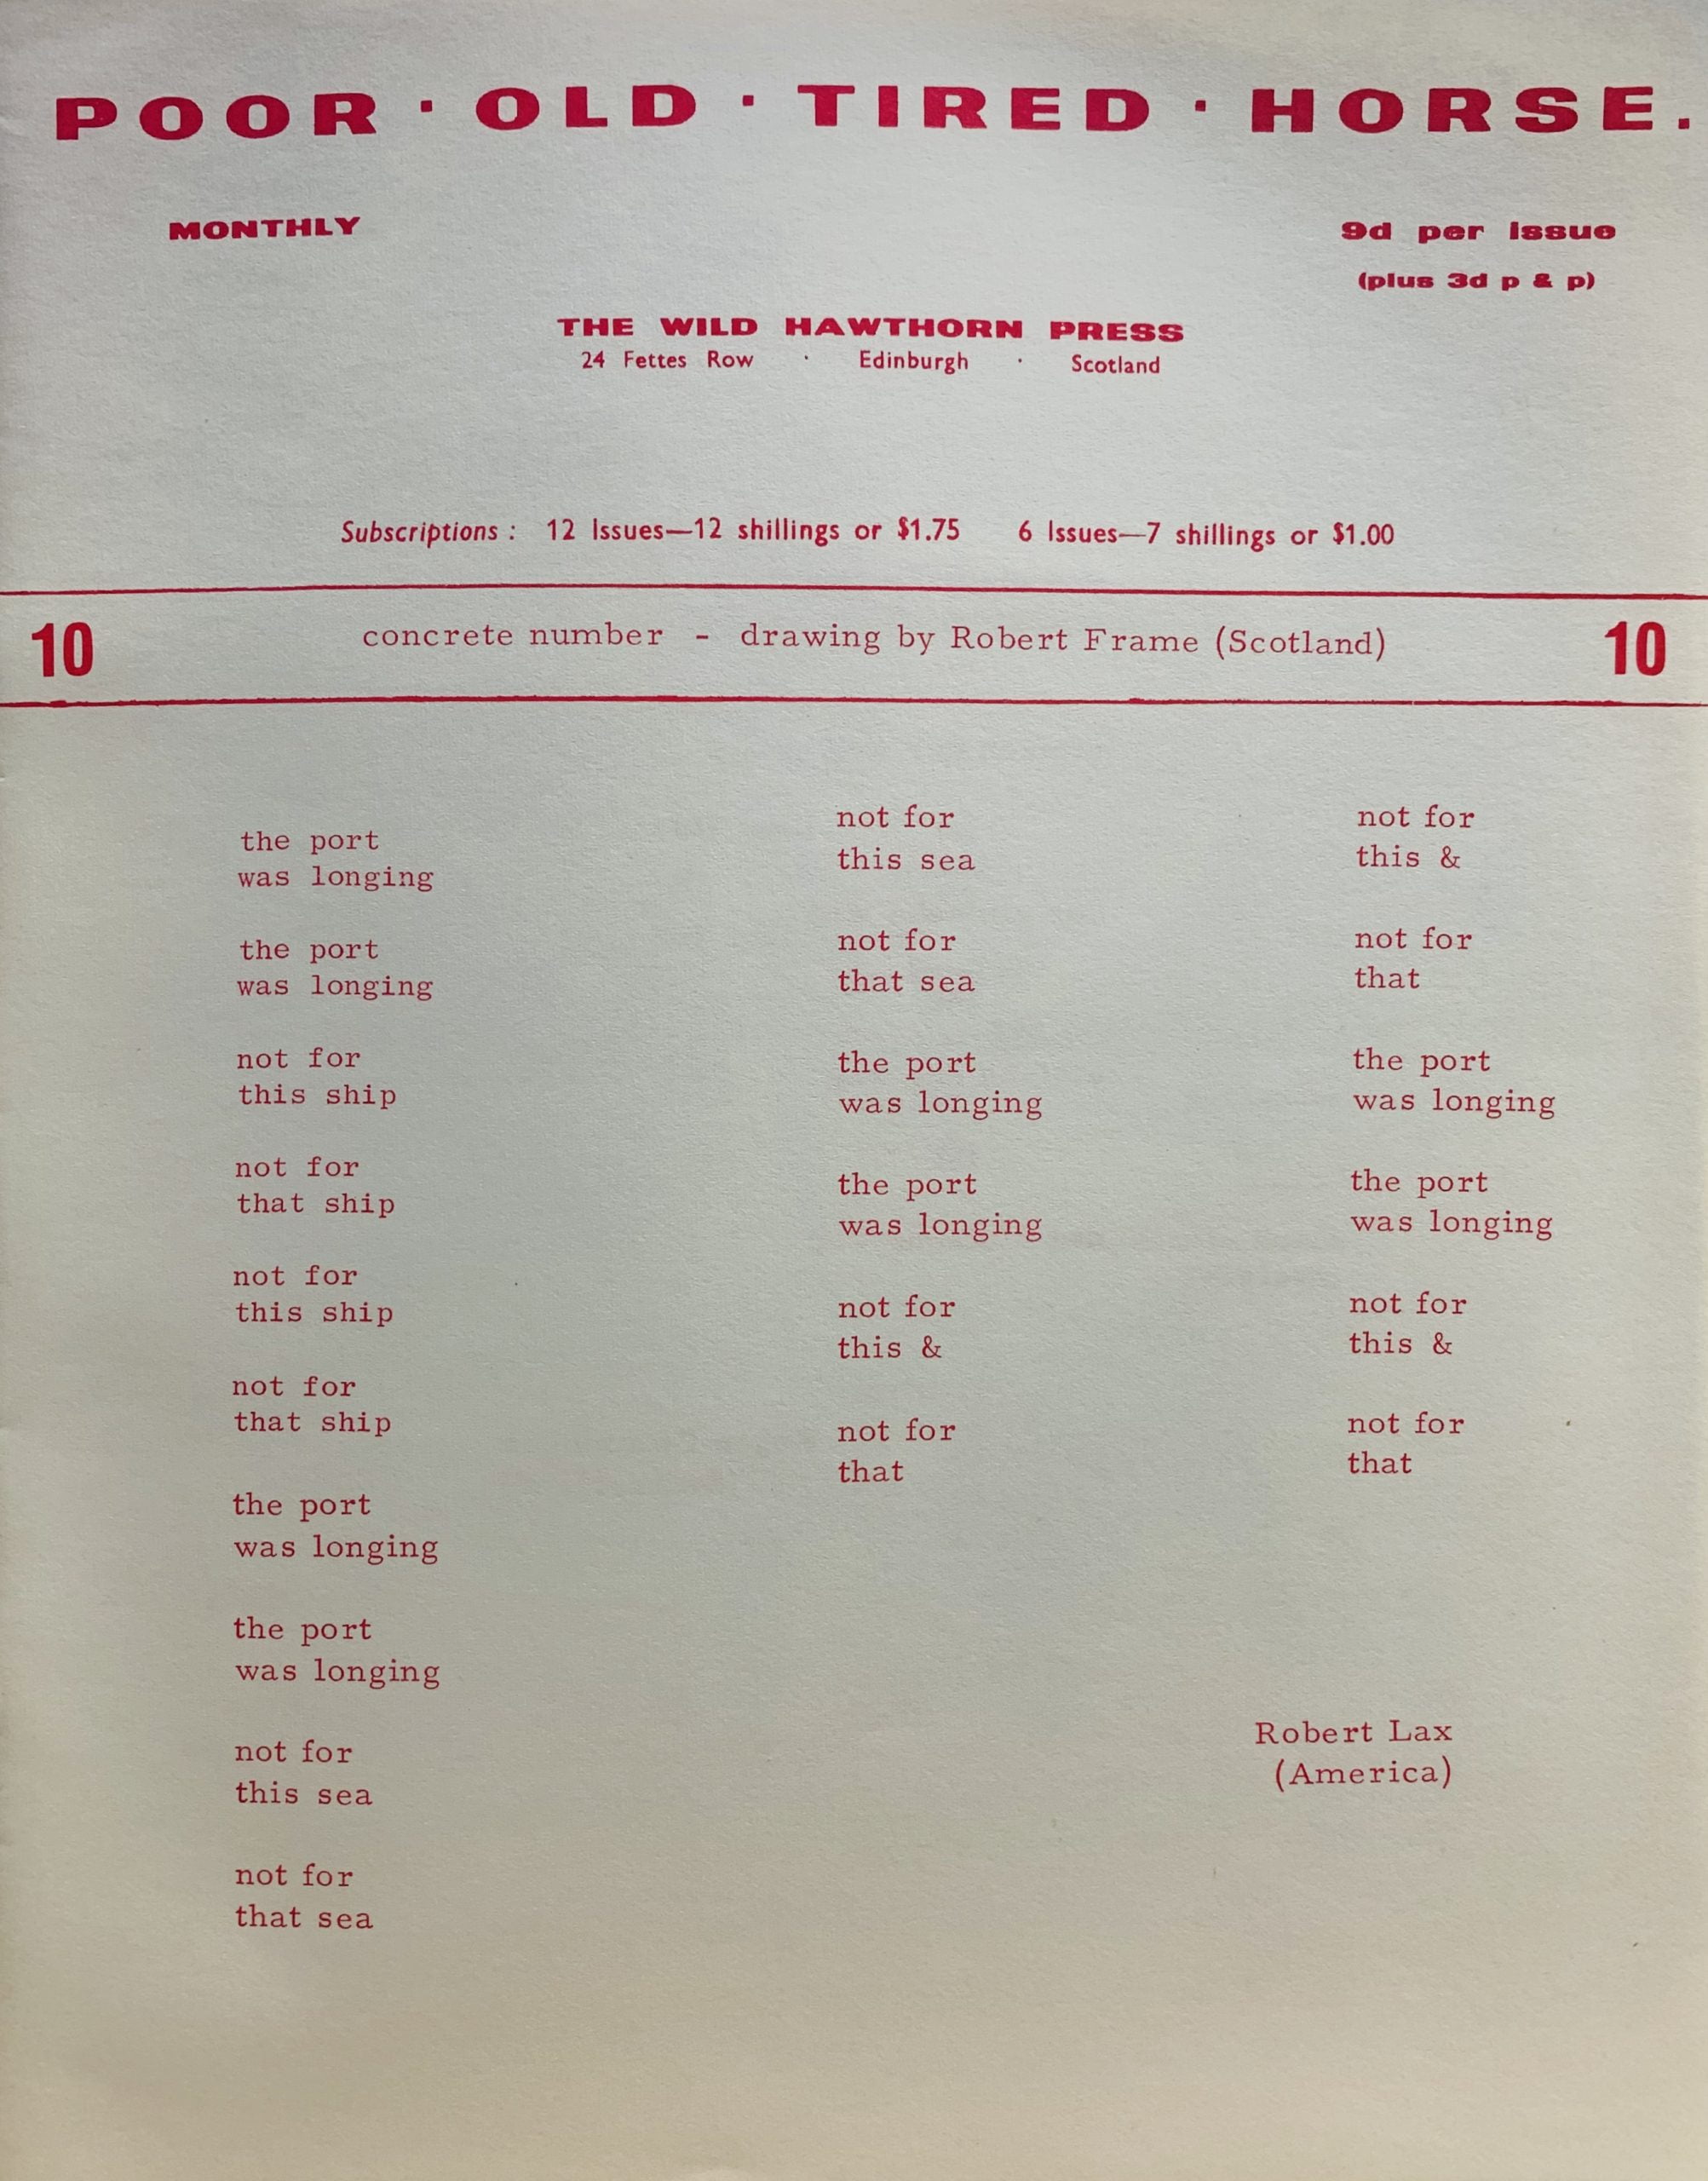 POOR · OLD · TIRED · HORSE.
MONTHLY
9d per issue
(plus 3d p & p)
THE WILD HAWTHORN PRESS
24 Fettes Row · Edinburgh · Scotland
Subscriptions : 12 Issues—12 shillings or $1.75 6 Issues—7 shillings or $1.00
10 concrete number - drawing by Robert Frame (Scotland) 10
the port
was longing
the port
was longing
not for
this ship
not for
that ship
not for
this ship
not for
that ship
the port
was longing
the port
was longing
not for
this sea
not for
that sea
not for
this sea
not for
that sea
the port
was longing
the port
was longing
not for
this &
not for
that
not for
this &
not for
that
the port
was longing
the port
was longing
not for
this &
not for
that
Robert Lax
(America)